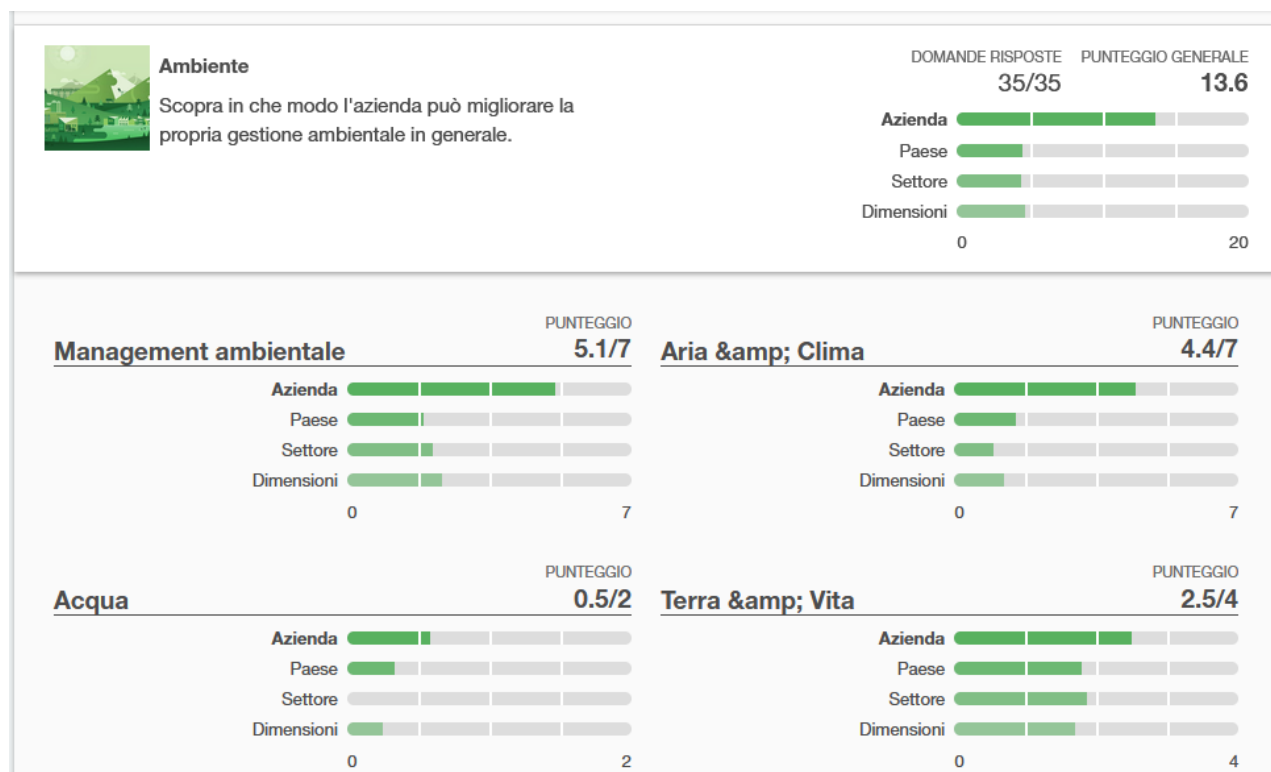 Ambiente
Scopra in che modo l'azienda può migliorare la
propria gestione ambientale in generale.
DOMANDE RISPOSTE PUNTEGGIO GENERALE
35/35 13.6
Azienda
Paese
Settore
Dimensioni
0 20
PUNTEGGIO
Management ambientale 5.1/7
Azienda
Paese
Settore
Dimensioni
0 7
PUNTEGGIO
Aria &amp; Clima 4.4/7
Azienda
Paese
Settore
Dimensioni
0 7
PUNTEGGIO
Acqua 0.5/2
Azienda
Paese
Settore
Dimensioni
0 2
PUNTEGGIO
Terra &amp; Vita 2.5/4
Azienda
Paese
Settore
Dimensioni
0 4